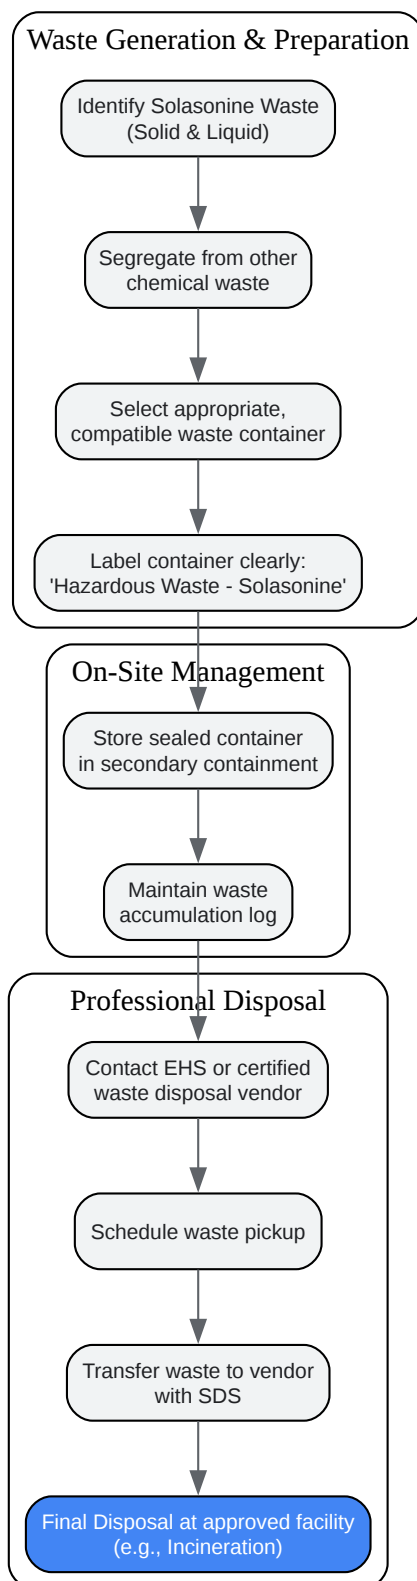 Waste Generation & Preparation
Identify Solasonine Waste
(Solid & Liquid)
Segregate from other
chemical waste
Select appropriate,
compatible waste container
Label container clearly:
'Hazardous Waste - Solasonine'
On-Site Management
Store sealed container
in secondary containment
Maintain waste
accumulation log
Professional Disposal
Contact EHS or certified
waste disposal vendor
Schedule waste pickup
Transfer waste to vendor
with SDS
Final Disposal at approved facility
(e.g., Incineration)